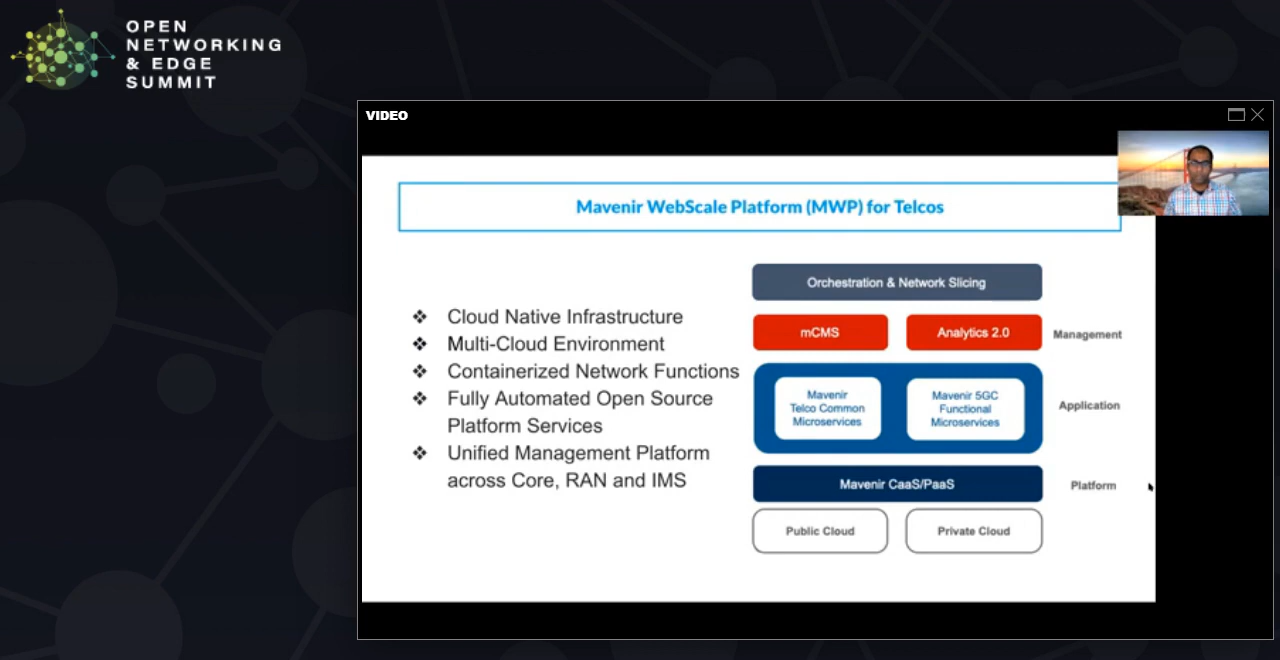 OPEN
NETWORKING
& EDGE
SUMMIT
VIDEO
Mavenir WebScale Platform (MWP) for Telcos
Cloud Native Infrastructure
Multi-Cloud Environment
Containerized Network Functions
Fully Automated Open Source
Platform Services
Unified Management Platform
across Core, RAN and IMS
Orchestration & Network Slicing
mCMS
Analytics 2.0
Management
Mavenir
Telco Common
Microservices
Mavenir 5GC
Functional
Microservices
Application
Mavenir CaaS/PaaS
Platform
Public Cloud
Private Cloud